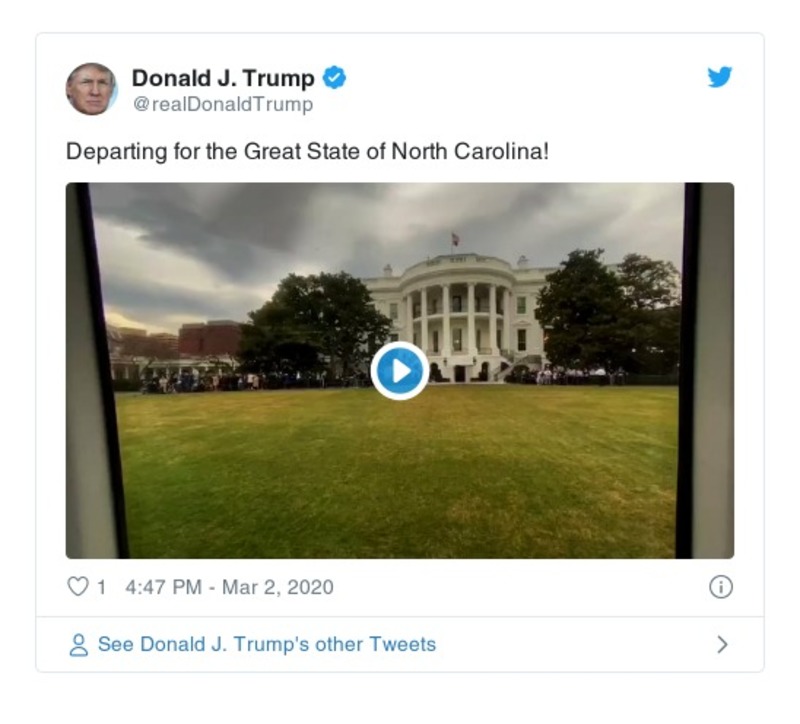 Donald J. Trump
@realDonaldTrump
Departing for the Great State of North Carolina!
1 4:47 PM - Mar 2, 2020
See Donald J. Trump's other Tweets